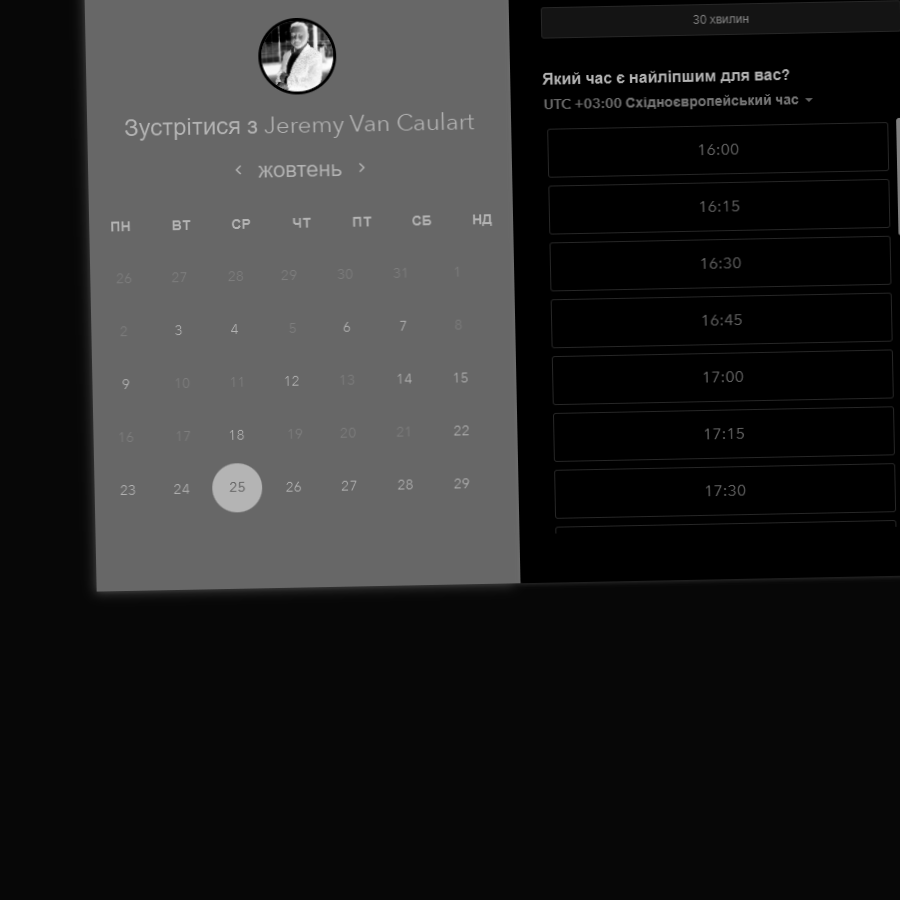 Зустрітися з Jeremy Van Caulart
жовтень
ПН ВТ СР ЧТ ПТ СБ НД
26 27 28 29 30 31 1
2 3 4 5 6 7 8
9 10 11 12 13 14 15
16 17 18 19 20 21 22
23 24 25 26 27 28 29
30 хвилин
Який час є найліпшим для вас?
UTC +03:00 Східноєвропейський час
16:00
16:15
16:30
16:45
17:00
17:15
17:30